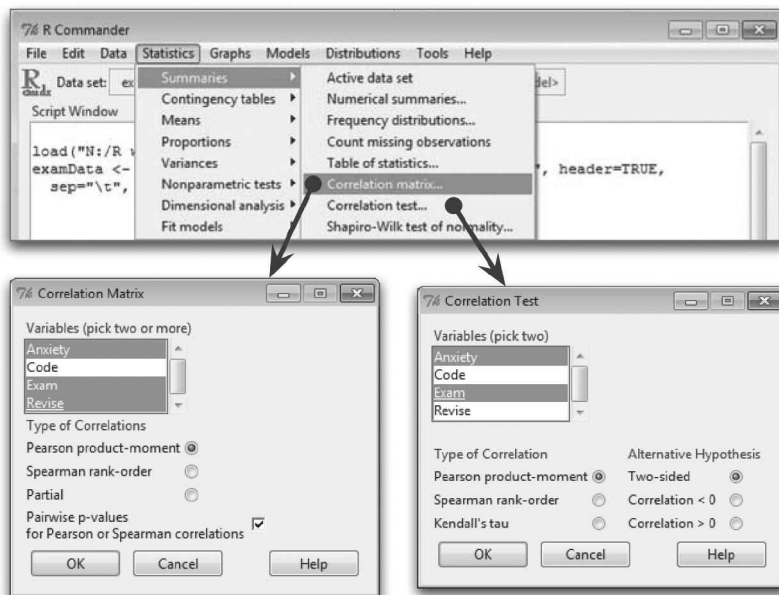 R Commander
File Edit Data Statistics Graphs Models Distributions Tools Help
R Data set: ex
Script Window
load("N:/R
examData <-
sep="\t",
", header=TRUE,
Summaries
Contingency tables
Means
Proportions
Variances
Nonparametric tests
Dimensional analysis
Fit models
Active data set
Numerical summaries...
Frequency distributions...
Count missing observations
Table of statistics...
Correlation matrix...
Correlation test...
Shapiro-Wilk test of normality...
Correlation Matrix
Variables (pick two or more)
Anxiety
Code
Exam
Revise
Type of Correlations
Pearson product-moment
Spearman rank-order
Partial
Pairwise p-values
for Pearson or Spearman correlations
OK Cancel Help
Correlation Test
Variables (pick two)
Anxiety
Code
Exam
Revise
Type of Correlation Alternative Hypothesis
Pearson product-moment Two-sided
Spearman rank-order Correlation < 0
Kendall's tau Correlation > 0
OK Cancel Help